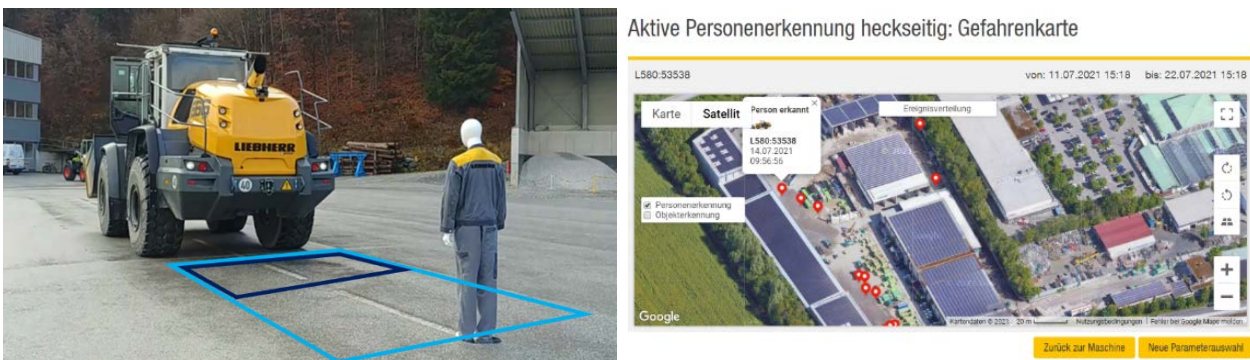 LIEBHERR
40
Aktive Personenerkennung heckseitig: Gefahrenkarte
L580:53538
von: 11.07.2021 15:18 bis: 22.07.2021 15:18
Karte
Satellit
Person erkannt
L580:53538
14.07.2021
09:56:56
Ereignisverteilung
Personenerkennung
Objekterkennung
Google
Kartendaten © 2021
20 m
Nutzungsbedingungen
Fehler bei Google Maps melden
Zurück zur Maschine
Neue Parameterauswahl